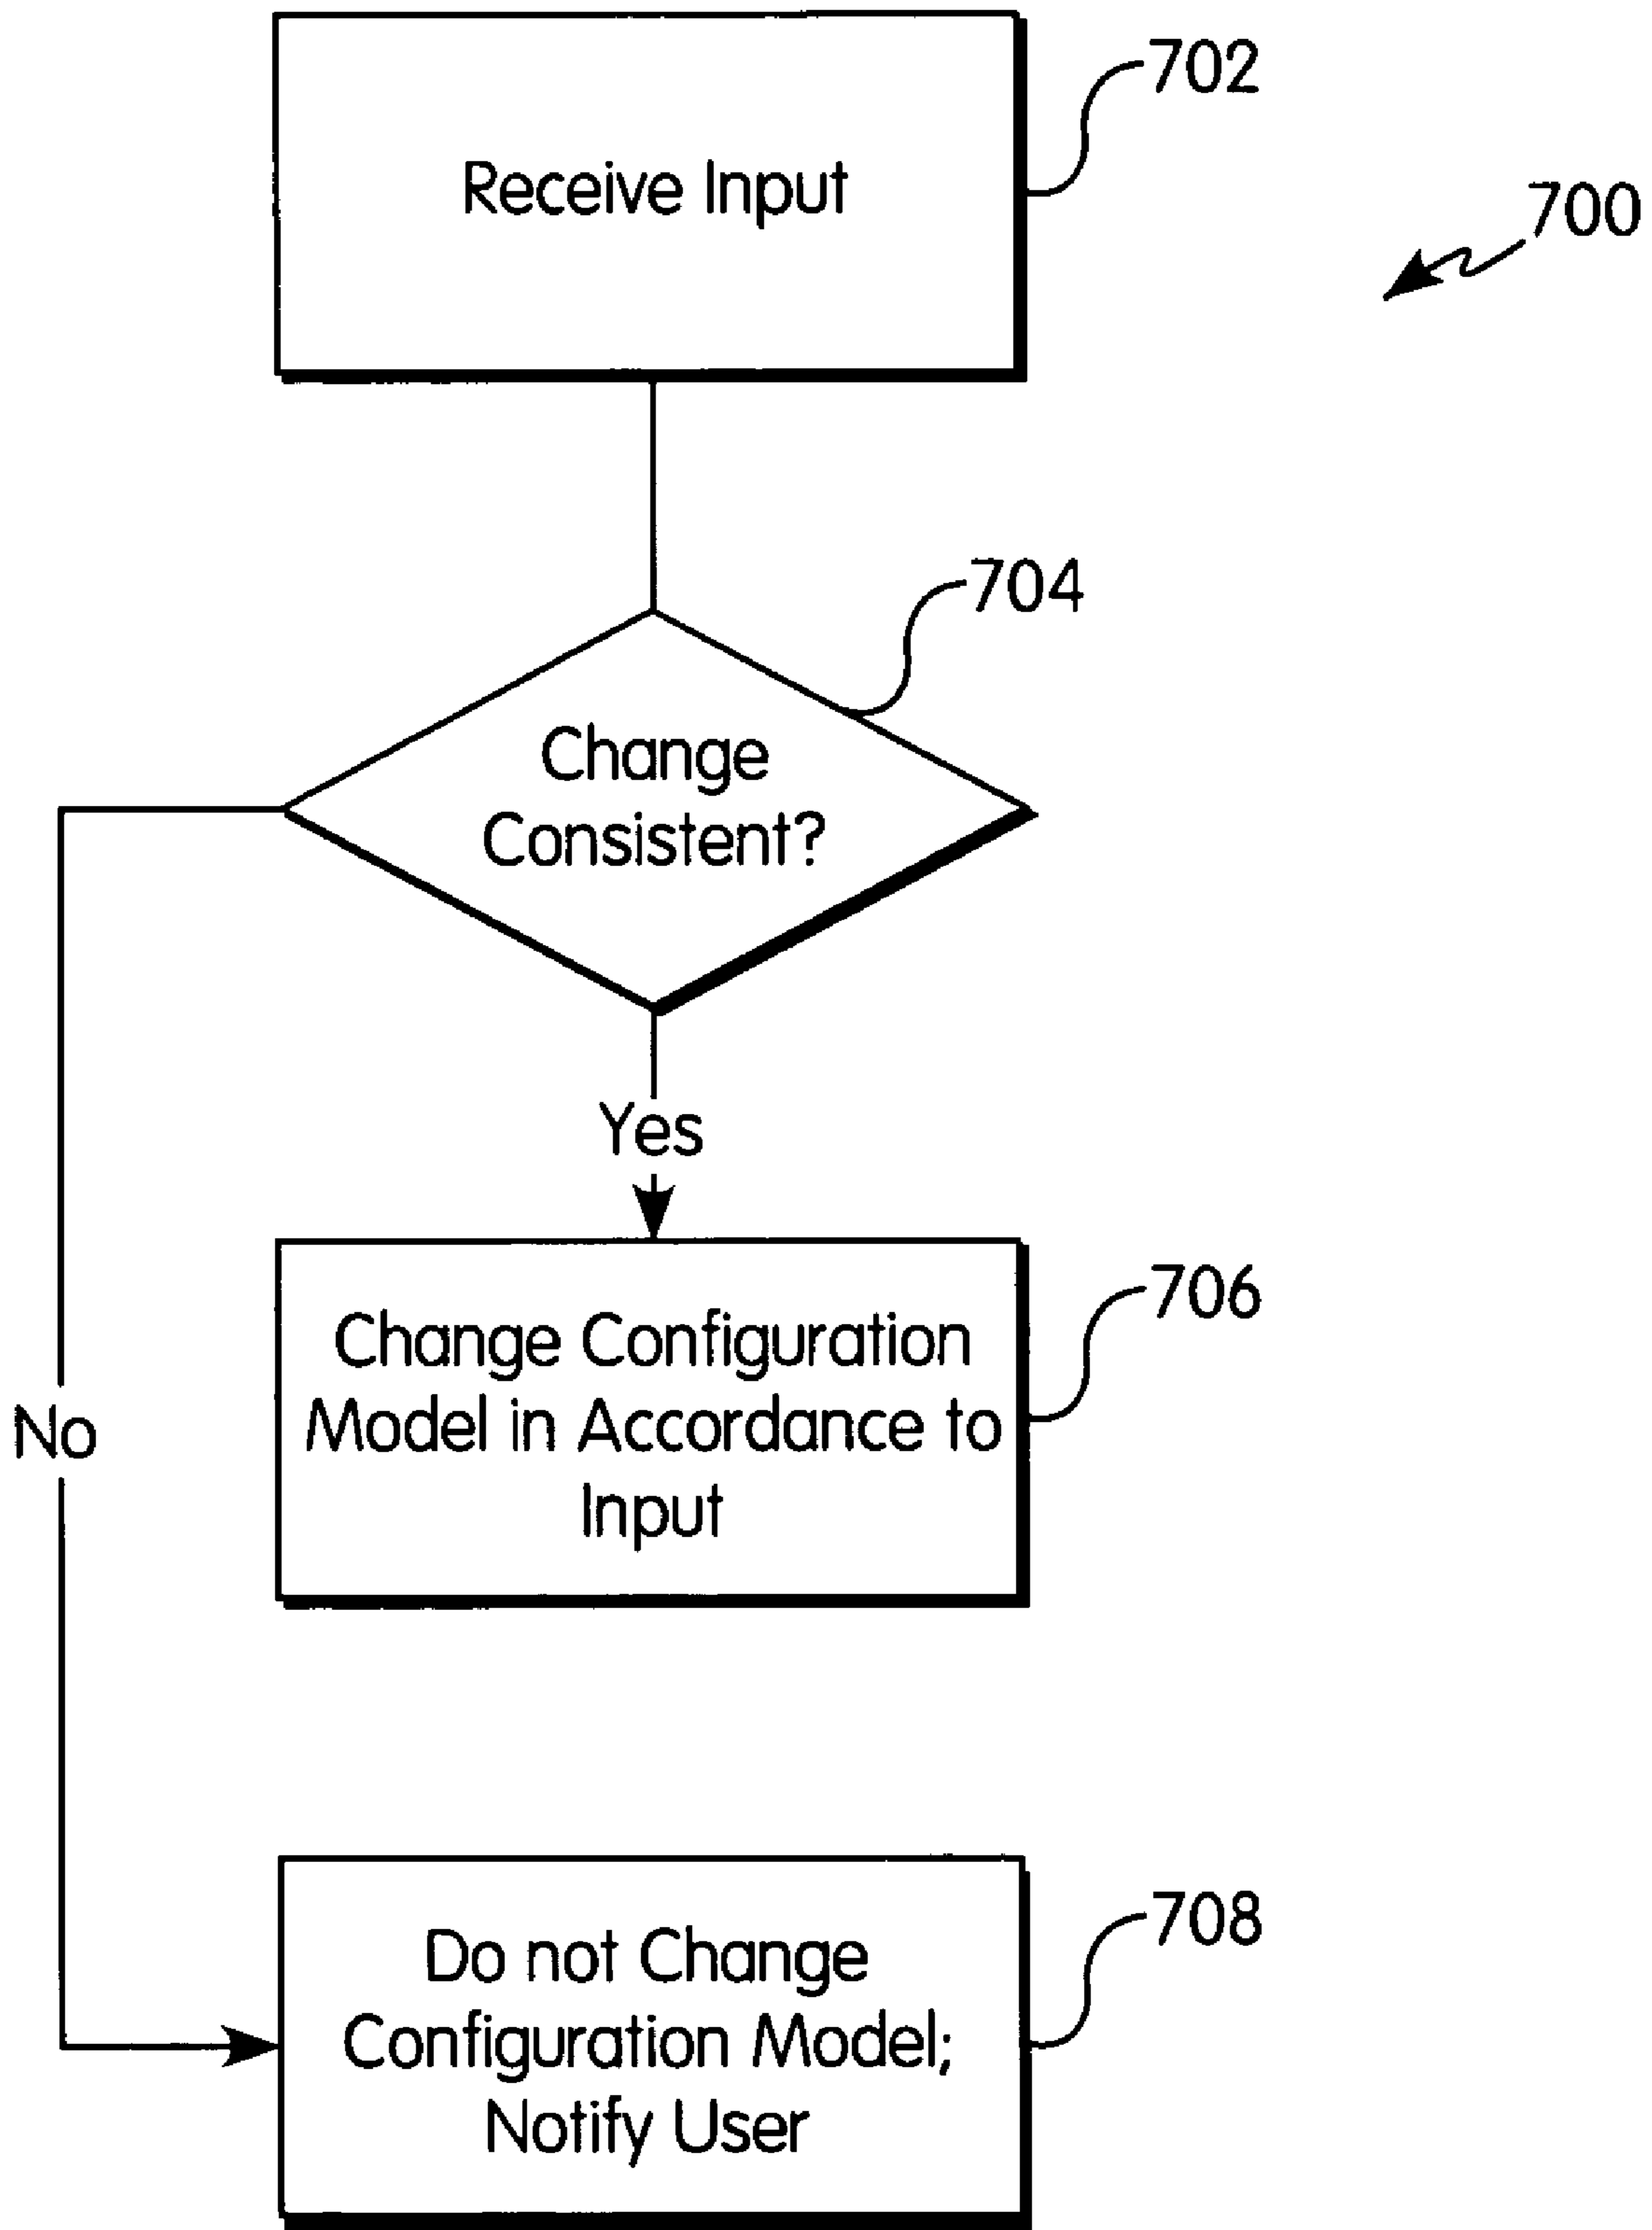 702
Receive Input
700
704
Change
Consistent?
Yes
706
Change Configuration
Model in Accordance to
Input
No
708
Do not Change
Configuration Model;
Notify User